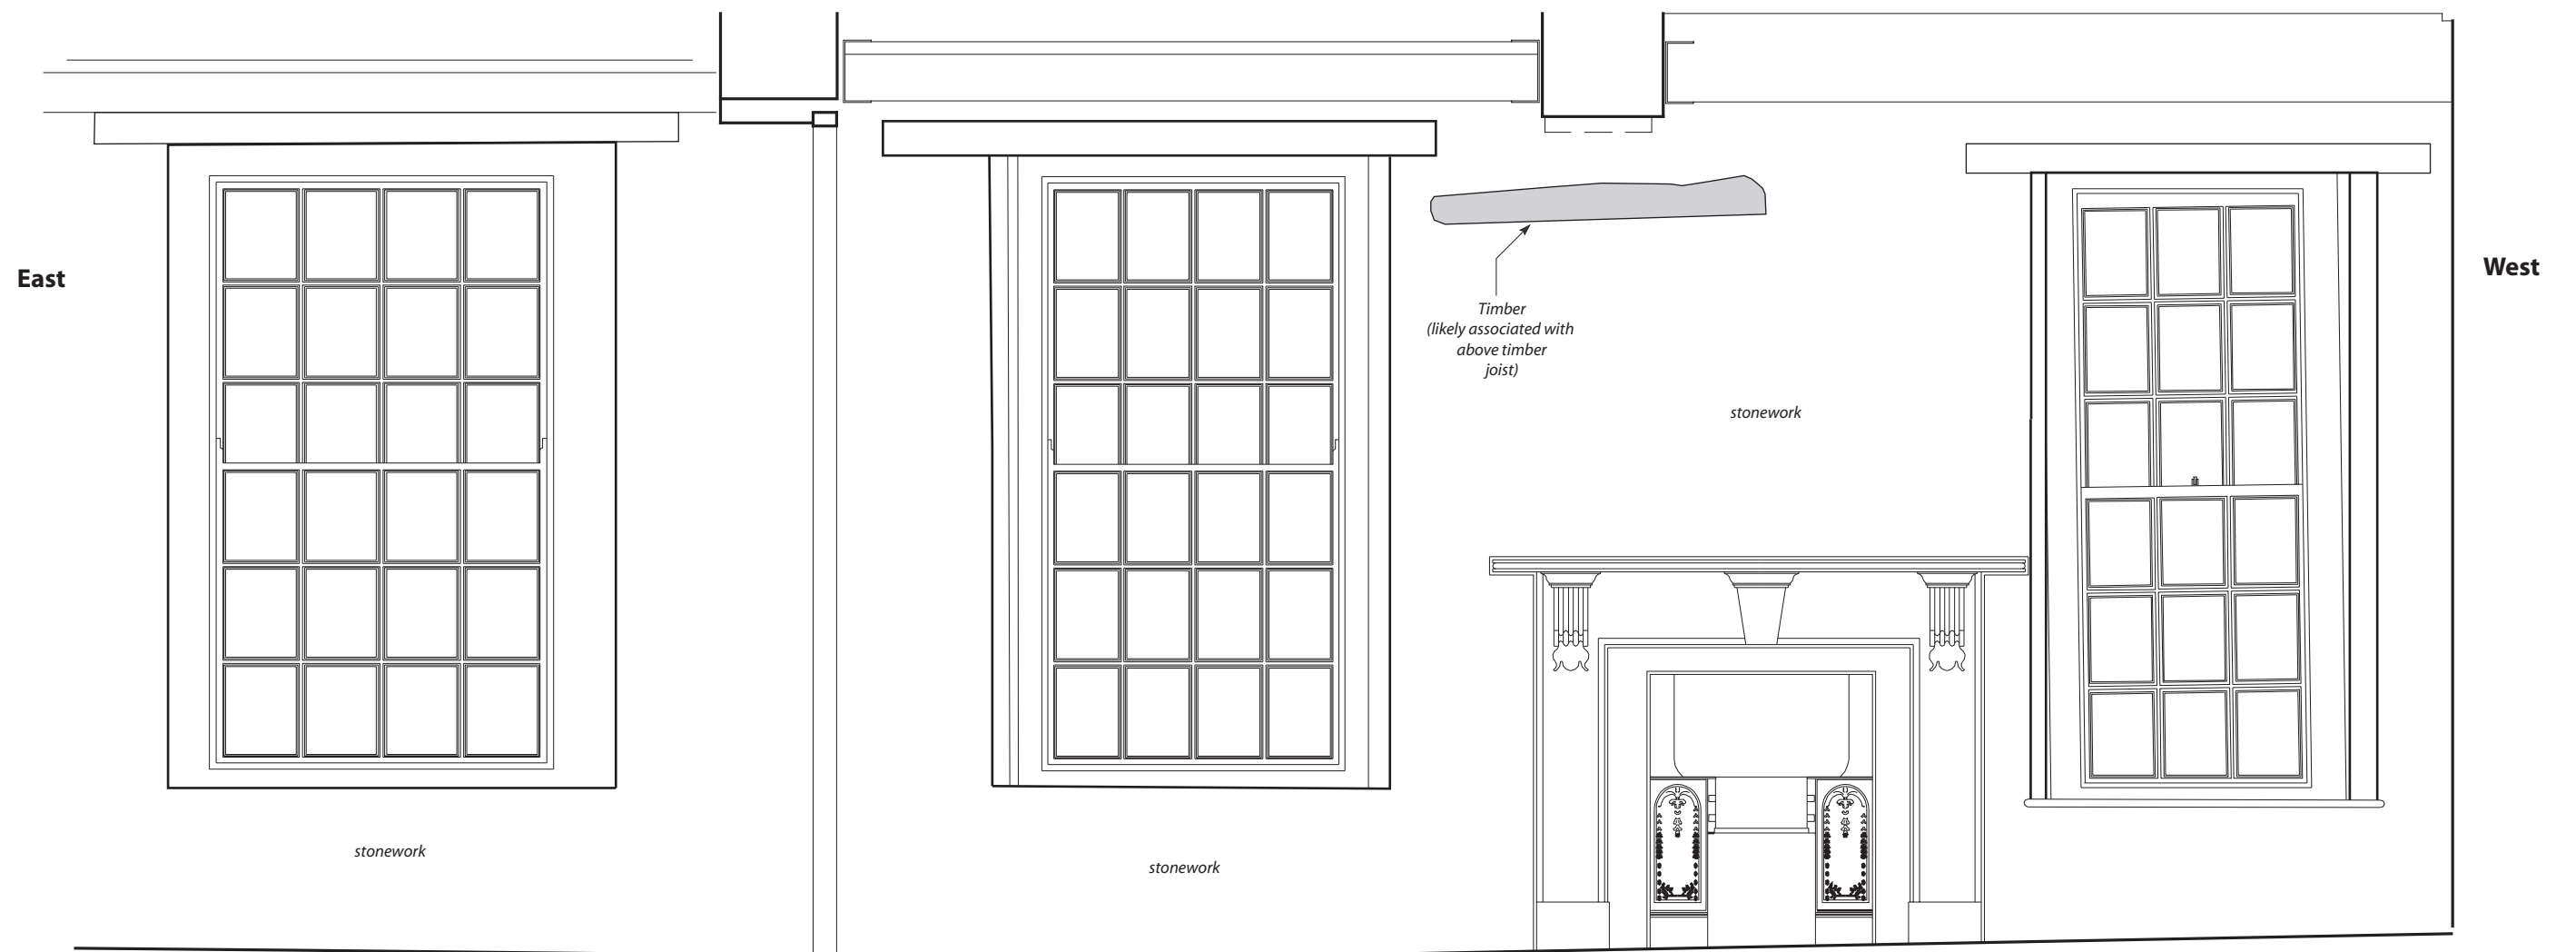 East
West
Timber
(likely associated with
above timber
joist)
stonework
stonework
stonework